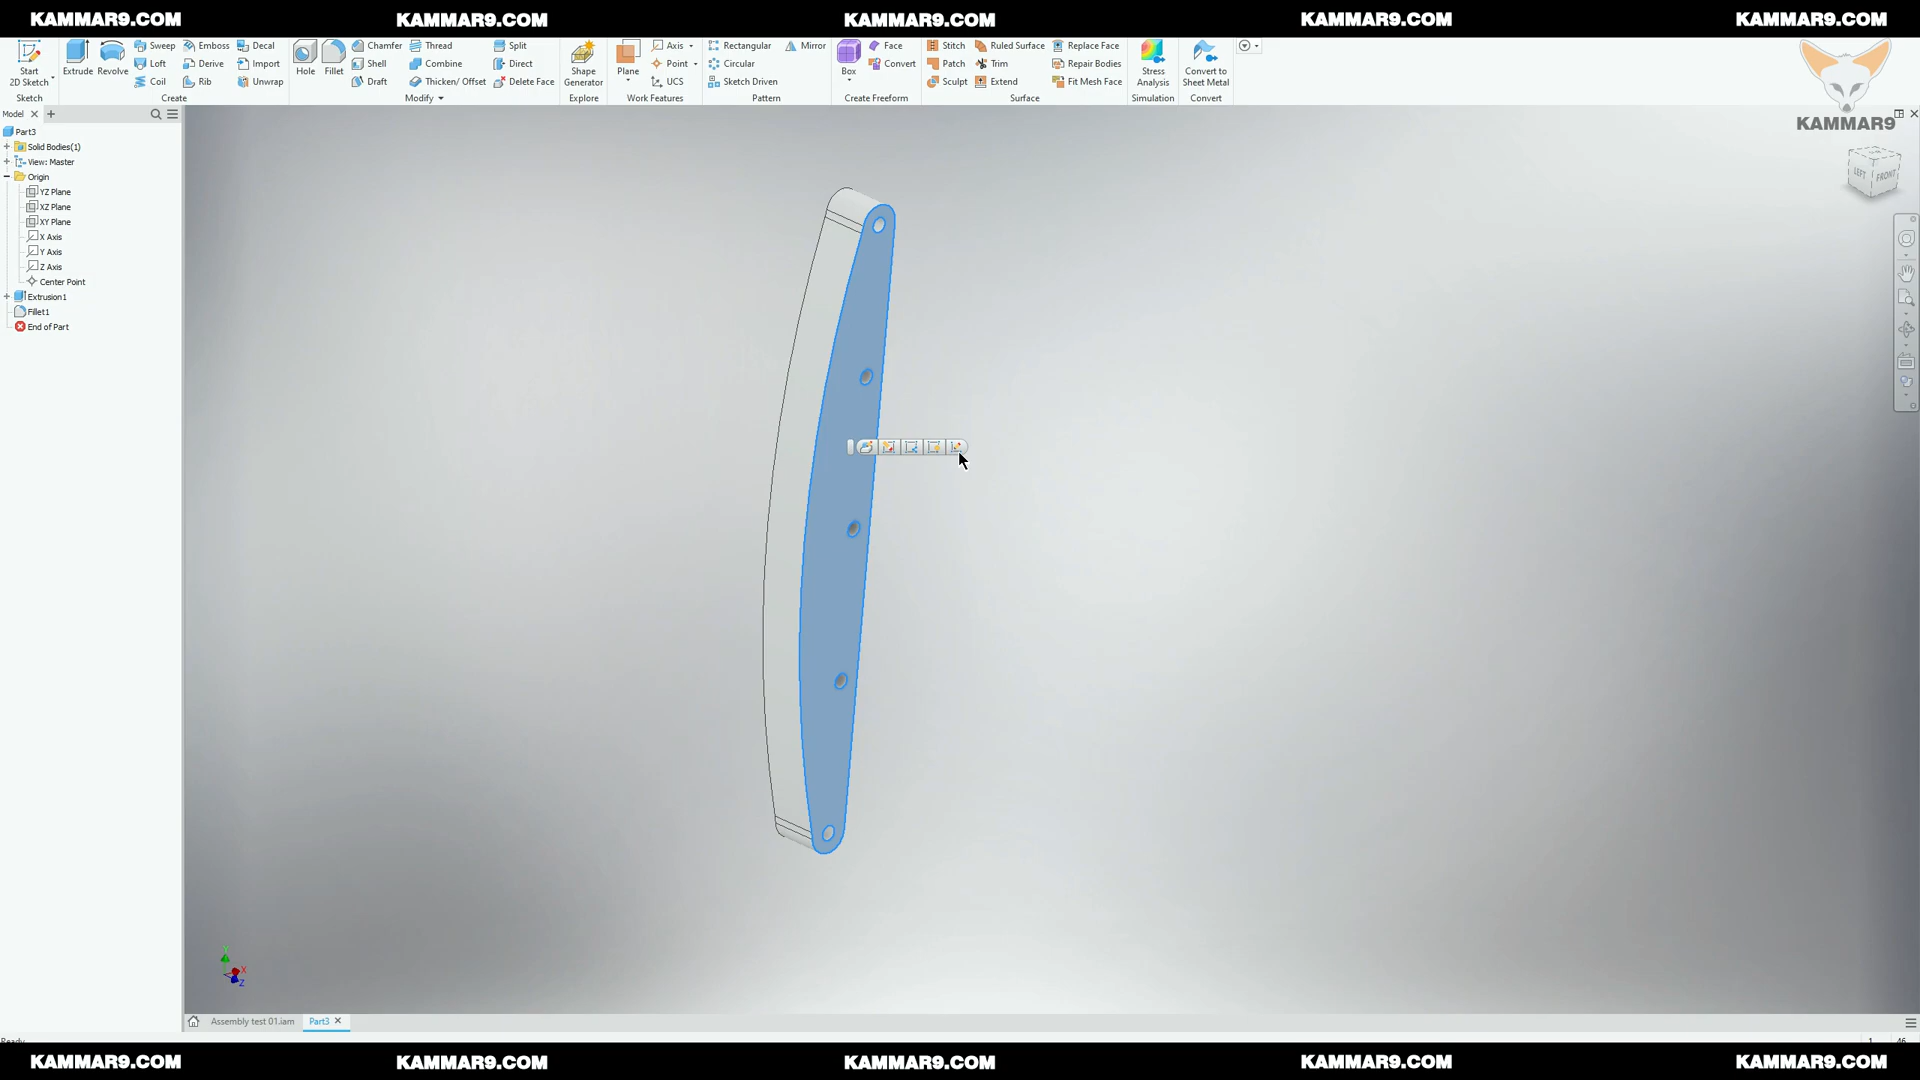 KAMMAR9.COM KAMMAR9.COM KAMMAR9.COM KAMMAR9.COM KAMMAR9.COM
Start
2D Sketch
Sketch
Extrude
Revolve
Sweep
Loft
Coil
Emboss
Derive
Rib
Decal
Import
Unwrap
Create
Hole
Fillet
Chamfer
Shell
Draft
Thread
Combine
Thicken/ Offset
Split
Direct
Delete Face
Modify
Shape
Generator
Explore
Plane
Axis
Point
UCS
Work Features
Rectangular
Circular
Sketch Driven
Mirror
Pattern
Box
Face
Convert
Create Freeform
Stitch
Patch
Sculpt
Ruled Surface
Trim
Extend
Replace Face
Repair Bodies
Fit Mesh Face
Surface
Stress
Analysis
Simulation
Convert to
Sheet Metal
Convert
KAMMAR9
LEFT FRONT
Model
Part3
Solid Bodies(1)
View: Master
Origin
YZ Plane
XZ Plane
XY Plane
X Axis
Y Axis
Z Axis
Center Point
Extrusion1
Fillet1
End of Part
Y
X
Z
Assembly test 01.iam
Part3
Ready
1 46
KAMMAR9.COM KAMMAR9.COM KAMMAR9.COM KAMMAR9.COM KAMMAR9.COM